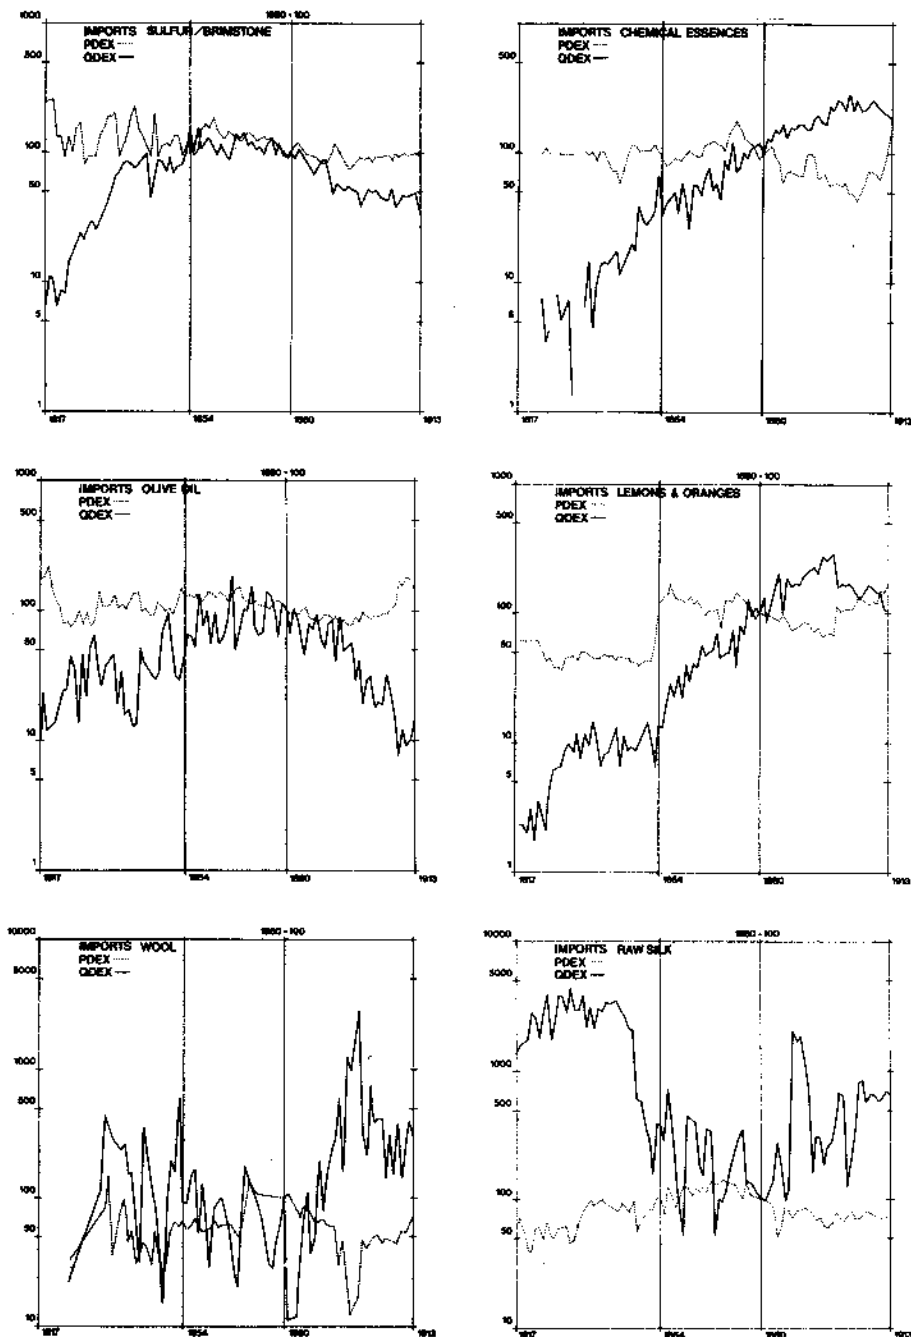 1000
1880 - 100
IMPORTS SULFUR/BRIMSTONE
PDEX
QDEX
500
100
50
10
5
1
1817
1854
1880
1913
1880 - 100
IMPORTS CHEMICAL ESSENCES
PDEX
QDEX
500
100
50
10
5
1
1817
1854
1880
1913
1000
1880 - 100
IMPORTS OLIVE OIL
PDEX
QDEX
500
100
50
10
5
1
1817
1854
1880
1913
1000
1880 - 100
IMPORTS LEMONS & ORANGES
PDEX
QDEX
500
100
50
10
5
1
1817
1854
1880
1913
10000
1880 - 100
IMPORTS WOOL
PDEX
QDEX
5000
1000
500
100
50
10
1817
1854
1880
1913
10000
1880 - 100
IMPORTS RAW SILK
PDEX
QDEX
5000
1000
500
100
50
10
1817
1854
1880